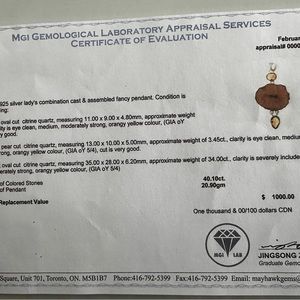 MGI GEMOLOGICAL LABORATORY APPRAISAL SERVICES
CERTIFICATE OF EVALUATION
Februa
appraisal# 0000
925 silver lady's combination cast & assembled fancy pendant. Condition is
oval cut citrine quartz, measuring 11.00 x 9.00 x 4.80mm, approximate weight
ity is eye clean, medium, moderately strong, orangy yellow colour, (GIA oY
pear cut citrine quartz, measuring 13.00 x 10.00 x 5.00mm, approximate weight of 3.45ct., clarity is eye clean, medium
strong, orangy yellow colour, (GIA oY 5/4), cut is very good.
oval cut citrine quartz, measuring 35.00 x 28.00 x 6.20mm, approximate weight of 34.00ct, clarity is severely include
ately strong, orangy yellow colour, (GIA oY 5/4)
of Colored Stones 40.10ct.
of Pendant 20.90gm
Replacement Value $ 1000.00
One thousand & 00/100 dollars CDN
MGI LAB
JINGSONG
Graduate Gemo
Square, Unit 701, Toronto, ON. M5B1B7 Phone:416-792-5399 Fax:416-792-5399 Email: mayhawkgems@